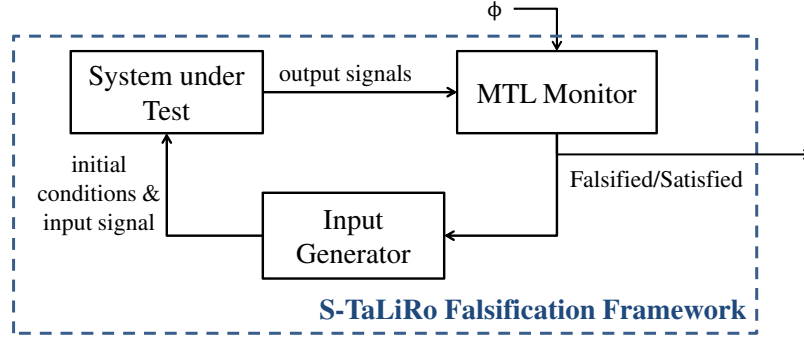 ϕ
System under
Test
output signals
MTL Monitor
initial
conditions &
input signal
Falsified/Satisfied
Input
Generator
S-TaLiRo Falsification Framework